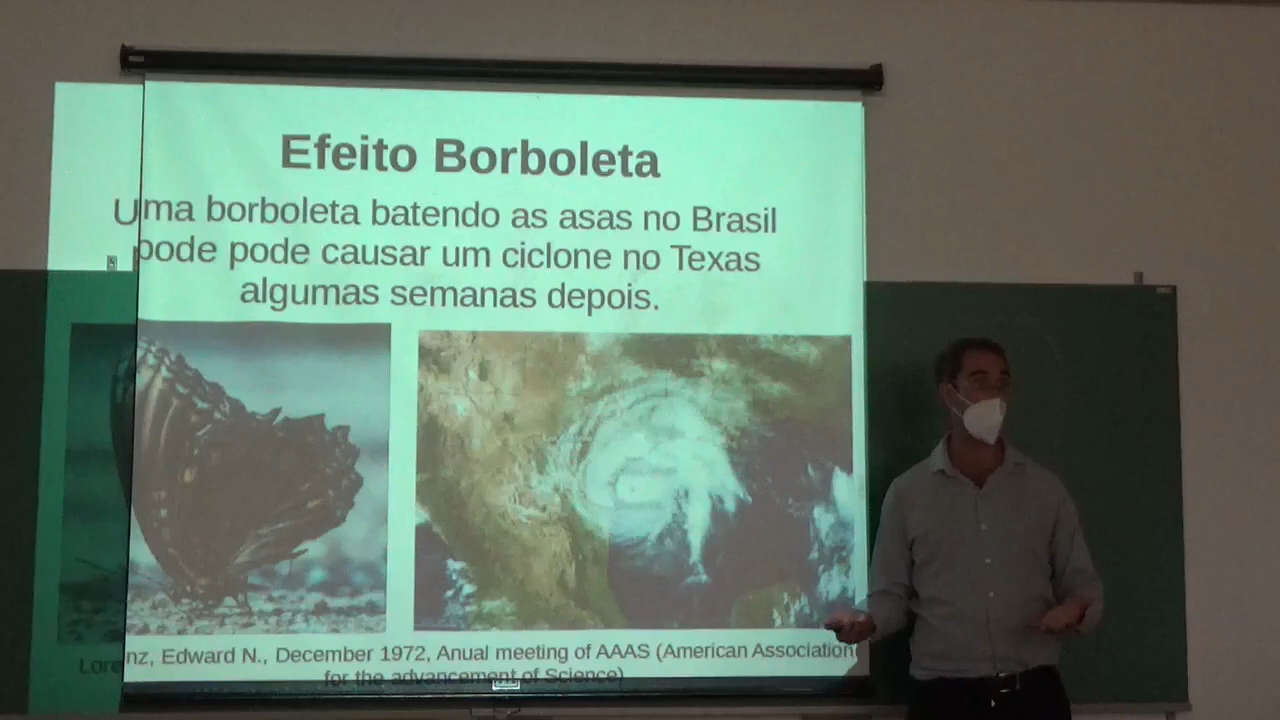 Efeito Borboleta
Uma borboleta batendo as asas no Brasil
pode pode causar um ciclone no Texas
algumas semanas depois.
Lorenz, Edward N., December 1972, Anual meeting of AAAS (American Association
for the advancement of Science)